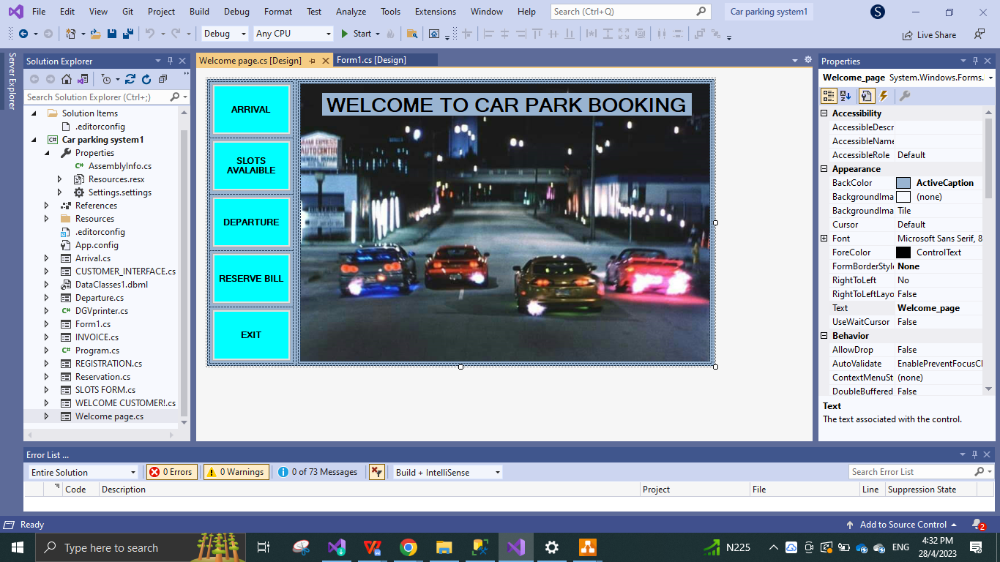 File Edit View Git Project Build Debug Format Test Analyze Tools Extensions Window Help Search (Ctrl+Q) Car parking system1 S
Debug Any CPU Start Live Share
Server Explorer
Solution Explorer
Search Solution Explorer (Ctrl+;)
Solution Items
.editorconfig
Car parking system1
Properties
AssemblyInfo.cs
Resources.resx
Settings.settings
References
Resources
.editorconfig
App.config
Arrival.cs
CUSTOMER_INTERFACE.cs
DataClasses1.dbml
Departure.cs
DGVprinter.cs
Form1.cs
INVOICE.cs
Program.cs
REGISTRATION.cs
Reservation.cs
SLOTS FORM.cs
WELCOME CUSTOMER!.cs
Welcome page.cs
Welcome page.cs [Design] Form1.cs [Design]
ARRIVAL
SLOTS
AVALAIBLE
DEPARTURE
RESERVE BILL
EXIT
WELCOME TO CAR PARK BOOKING
Properties
Welcome_page System.Windows.Forms.
Accessibility
AccessibleDescr
AccessibleName
AccessibleRole Default
Appearance
BackColor ActiveCaption
BackgroundIma (none)
BackgroundIma Tile
Cursor Default
Font Microsoft Sans Serif, 8
ForeColor ControlText
FormBorderStyl None
RightToLeft No
RightToLeftLayo False
Text Welcome_page
UseWaitCursor False
Behavior
AllowDrop False
AutoValidate EnablePreventFocusCl
ContextMenuSt (none)
DoubleBuffered False
Text
The text associated with the control.
Error List ...
Entire Solution 0 Errors 0 Warnings 0 of 73 Messages Build + IntelliSense Search Error List
Code Description Project File Line Suppression State
Ready Add to Source Control 2
Type here to search N225 ENG 4:32 PM
28/4/2023